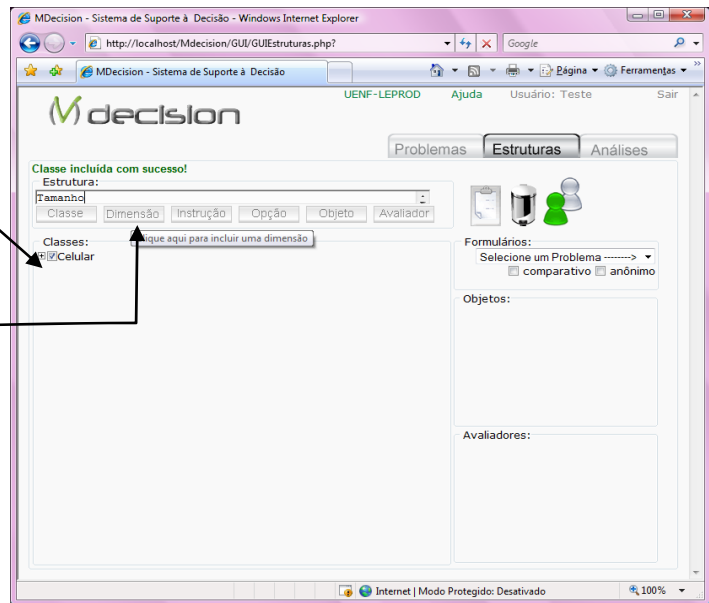 MDecision - Sistema de Suporte à Decisão - Windows Internet Explorer
http://localhost/Mdecision/GUI/GUIEstruturas.php?
Google
MDecision - Sistema de Suporte à Decisão
Página
Ferramentas
UENF-LEPROD Ajuda Usuário: Teste Sair
Mdecision
Problemas Estruturas Análises
Classe incluída com sucesso!
Estrutura:
Tamanho
Classe Dimensão Instrução Opção Objeto Avaliador
ique aqui para incluir uma dimensão
Classes:
Celular
Formulários:
Selecione um Problema -------->
comparativo anônimo
Objetos:
Avaliadores:
Internet | Modo Protegido: Desativado 100%